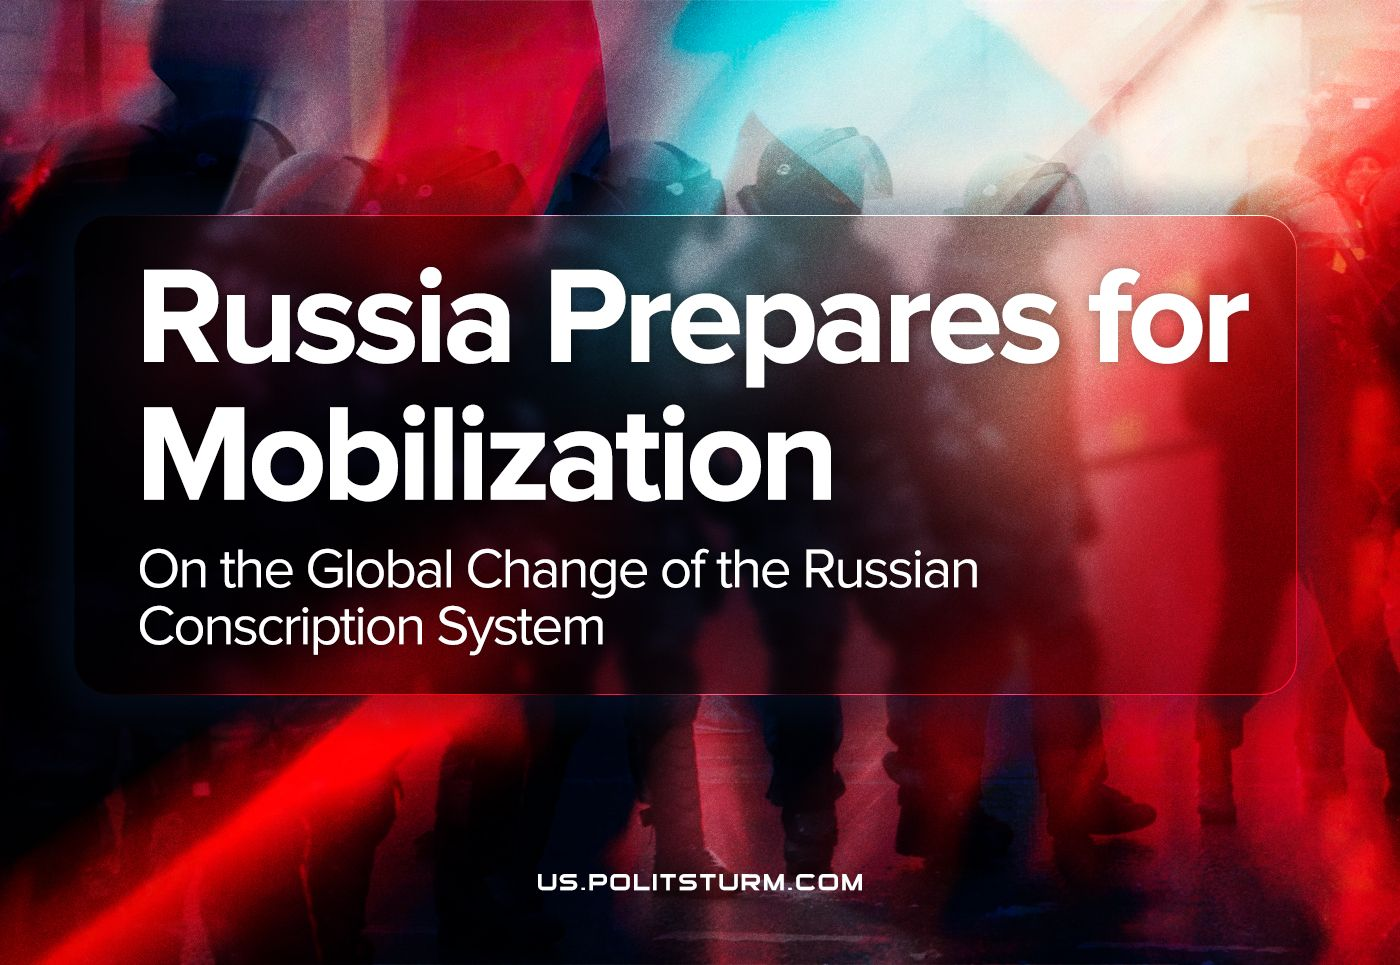 Russia Prepares for
Mobilization
On the Global Change of the Russian
Conscription System
US.POLITSTURM.COM